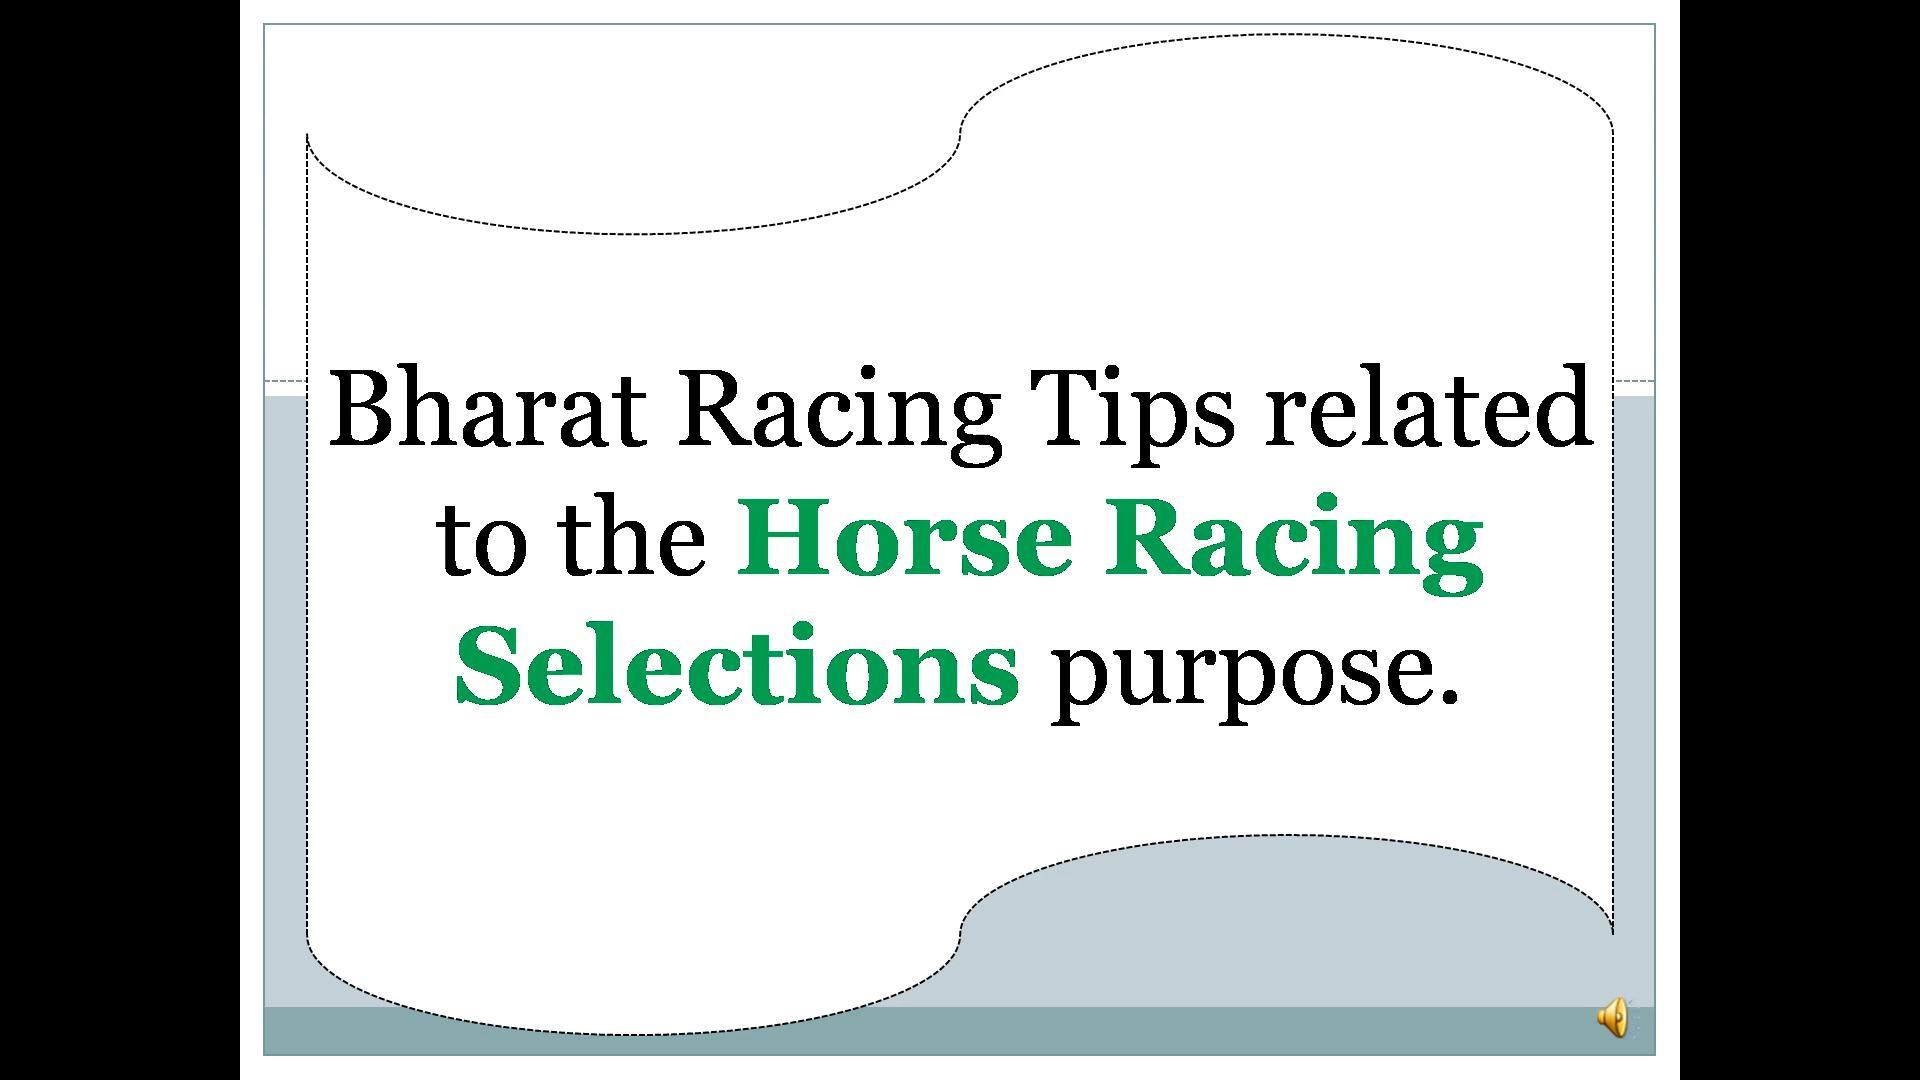 Bharat Racing Tips related
to the Horse Racing
Selections purpose.